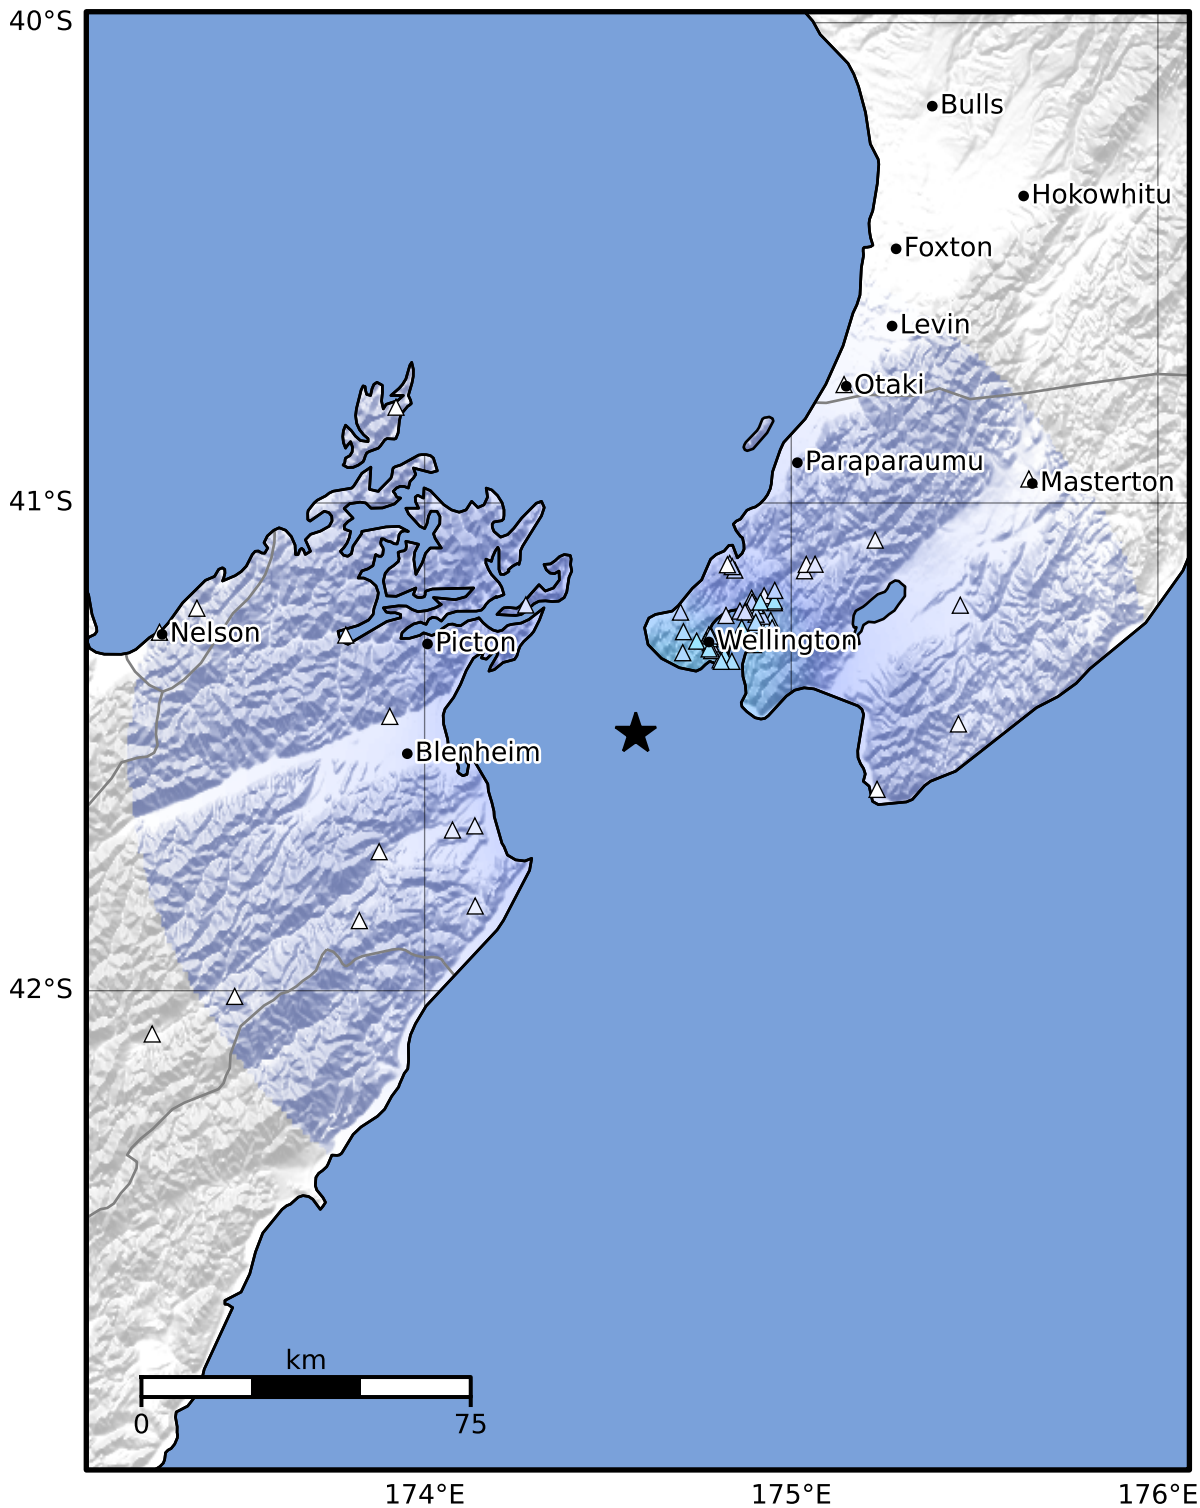 40°S
Bulls
Hokowhitu
Foxton
Levin
Otaki
Paraparaumu
Masterton
41°S
Nelson
Picton
Wellington
Blenheim
42°S
km
0 75
174°E 175°E 176°E